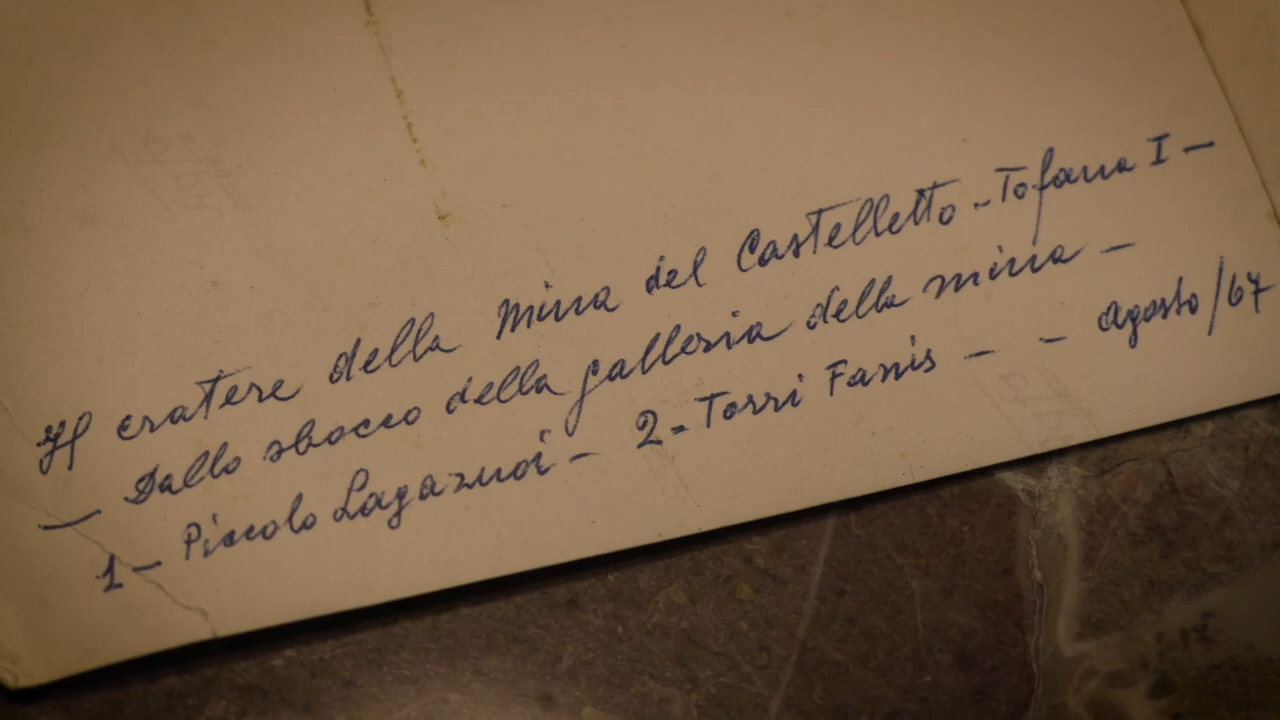 Il cratere della mina del Castelletto - Tofana I -
- Dallo sbocco della galleria della mina -
1 - Piccolo Lagazuoi - 2 - Torri Fanis - - Agosto/67